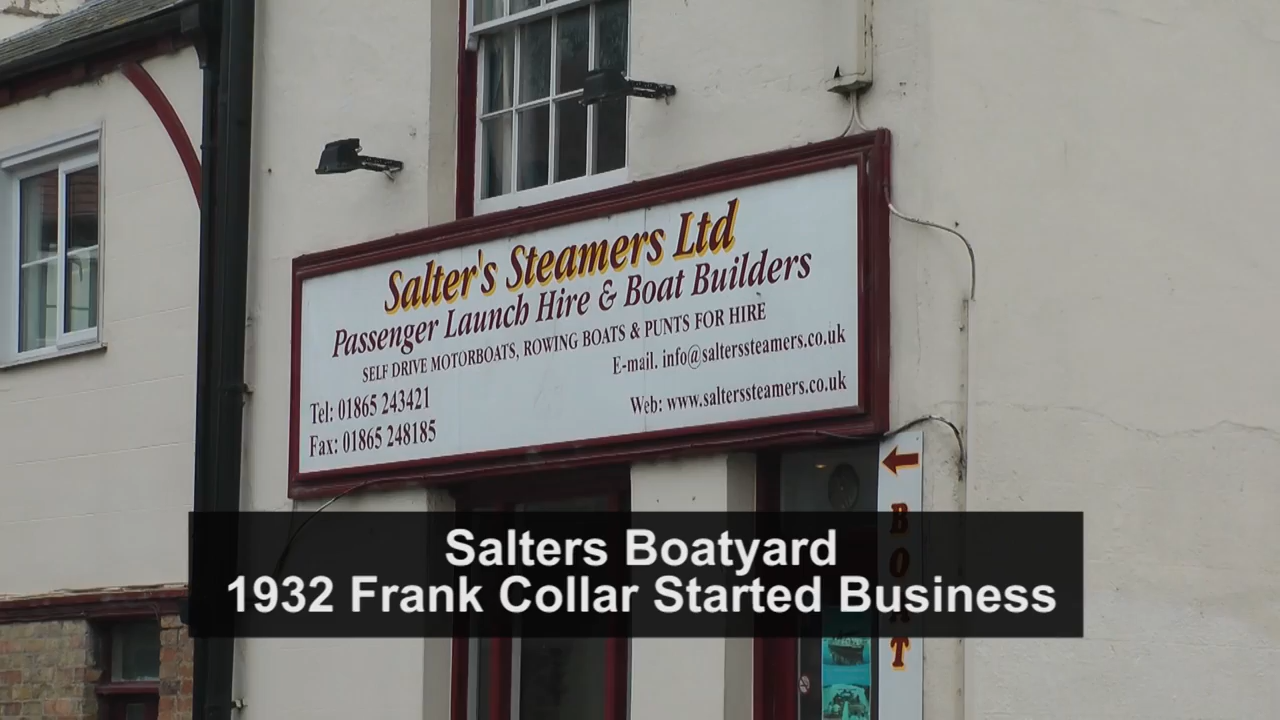 Salter's Steamers Ltd
Passenger Launch Hire & Boat Builders
SELF DRIVE MOTORBOATS, ROWING BOATS & PUNTS FOR HIRE
E-mail. info@salterssteamers.co.uk
Tel: 01865 243421
Web: www.salterssteamers.co.uk
Fax: 01865 248185
BOAT
Salters Boatyard
1932 Frank Collar Started Business